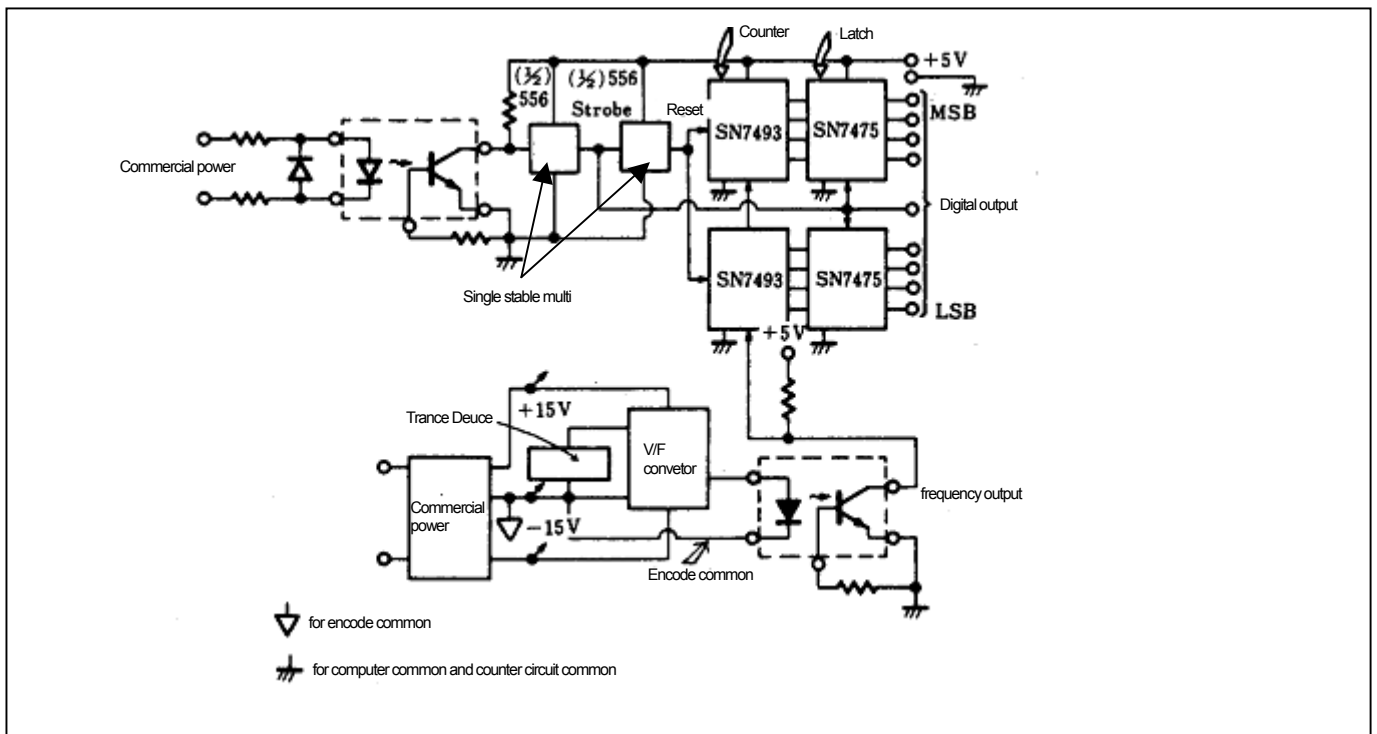 Counter
Latch
+5V
(½) 556
(½) 556
Strobe
Reset
SN7493
SN7475
MSB
Commercial power
Digital output
SN7493
SN7475
LSB
Single stable multi
+5V
+15V
Trance Deuce
V/F
convetor
Commercial
power
-15V
frequency output
Encode common
for encode common
for computer common and counter circuit common